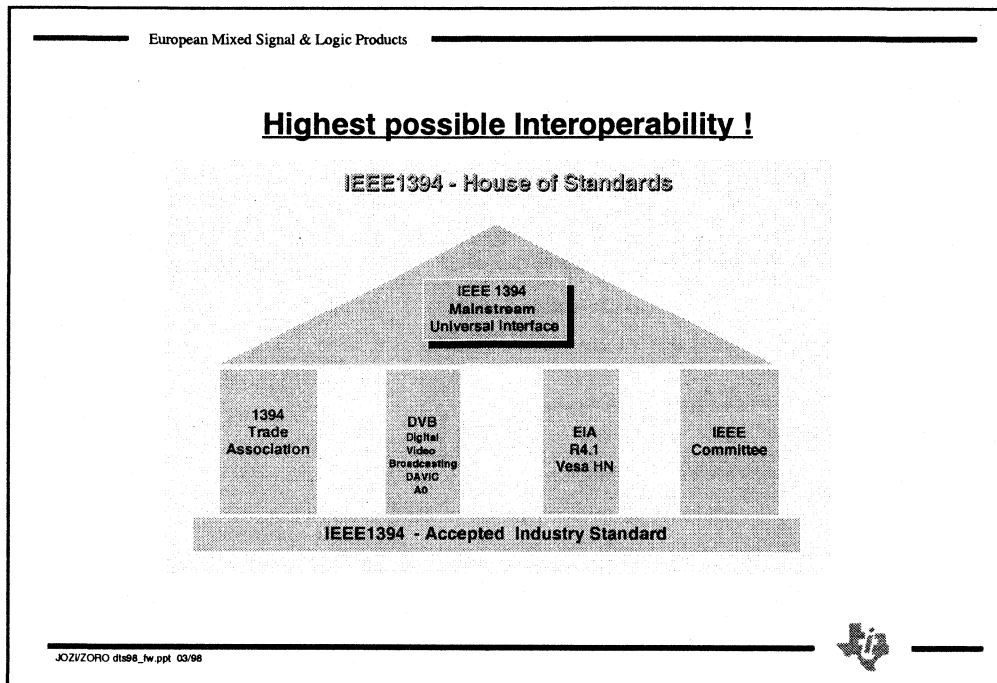 European Mixed Signal & Logic Products
Highest possible Interoperability !
IEEE1394 - House of Standards
IEEE 1394
Mainstream
Universal Interface
1394
Trade
Association
DVB
Digital
Video
Broadcasting
DAVIC
A0
EIA
R4.1
Vesa HN
IEEE
Committee
IEEE1394 - Accepted Industry Standard
JOZI/ZORO dts98_fw.ppt 03/98
ti